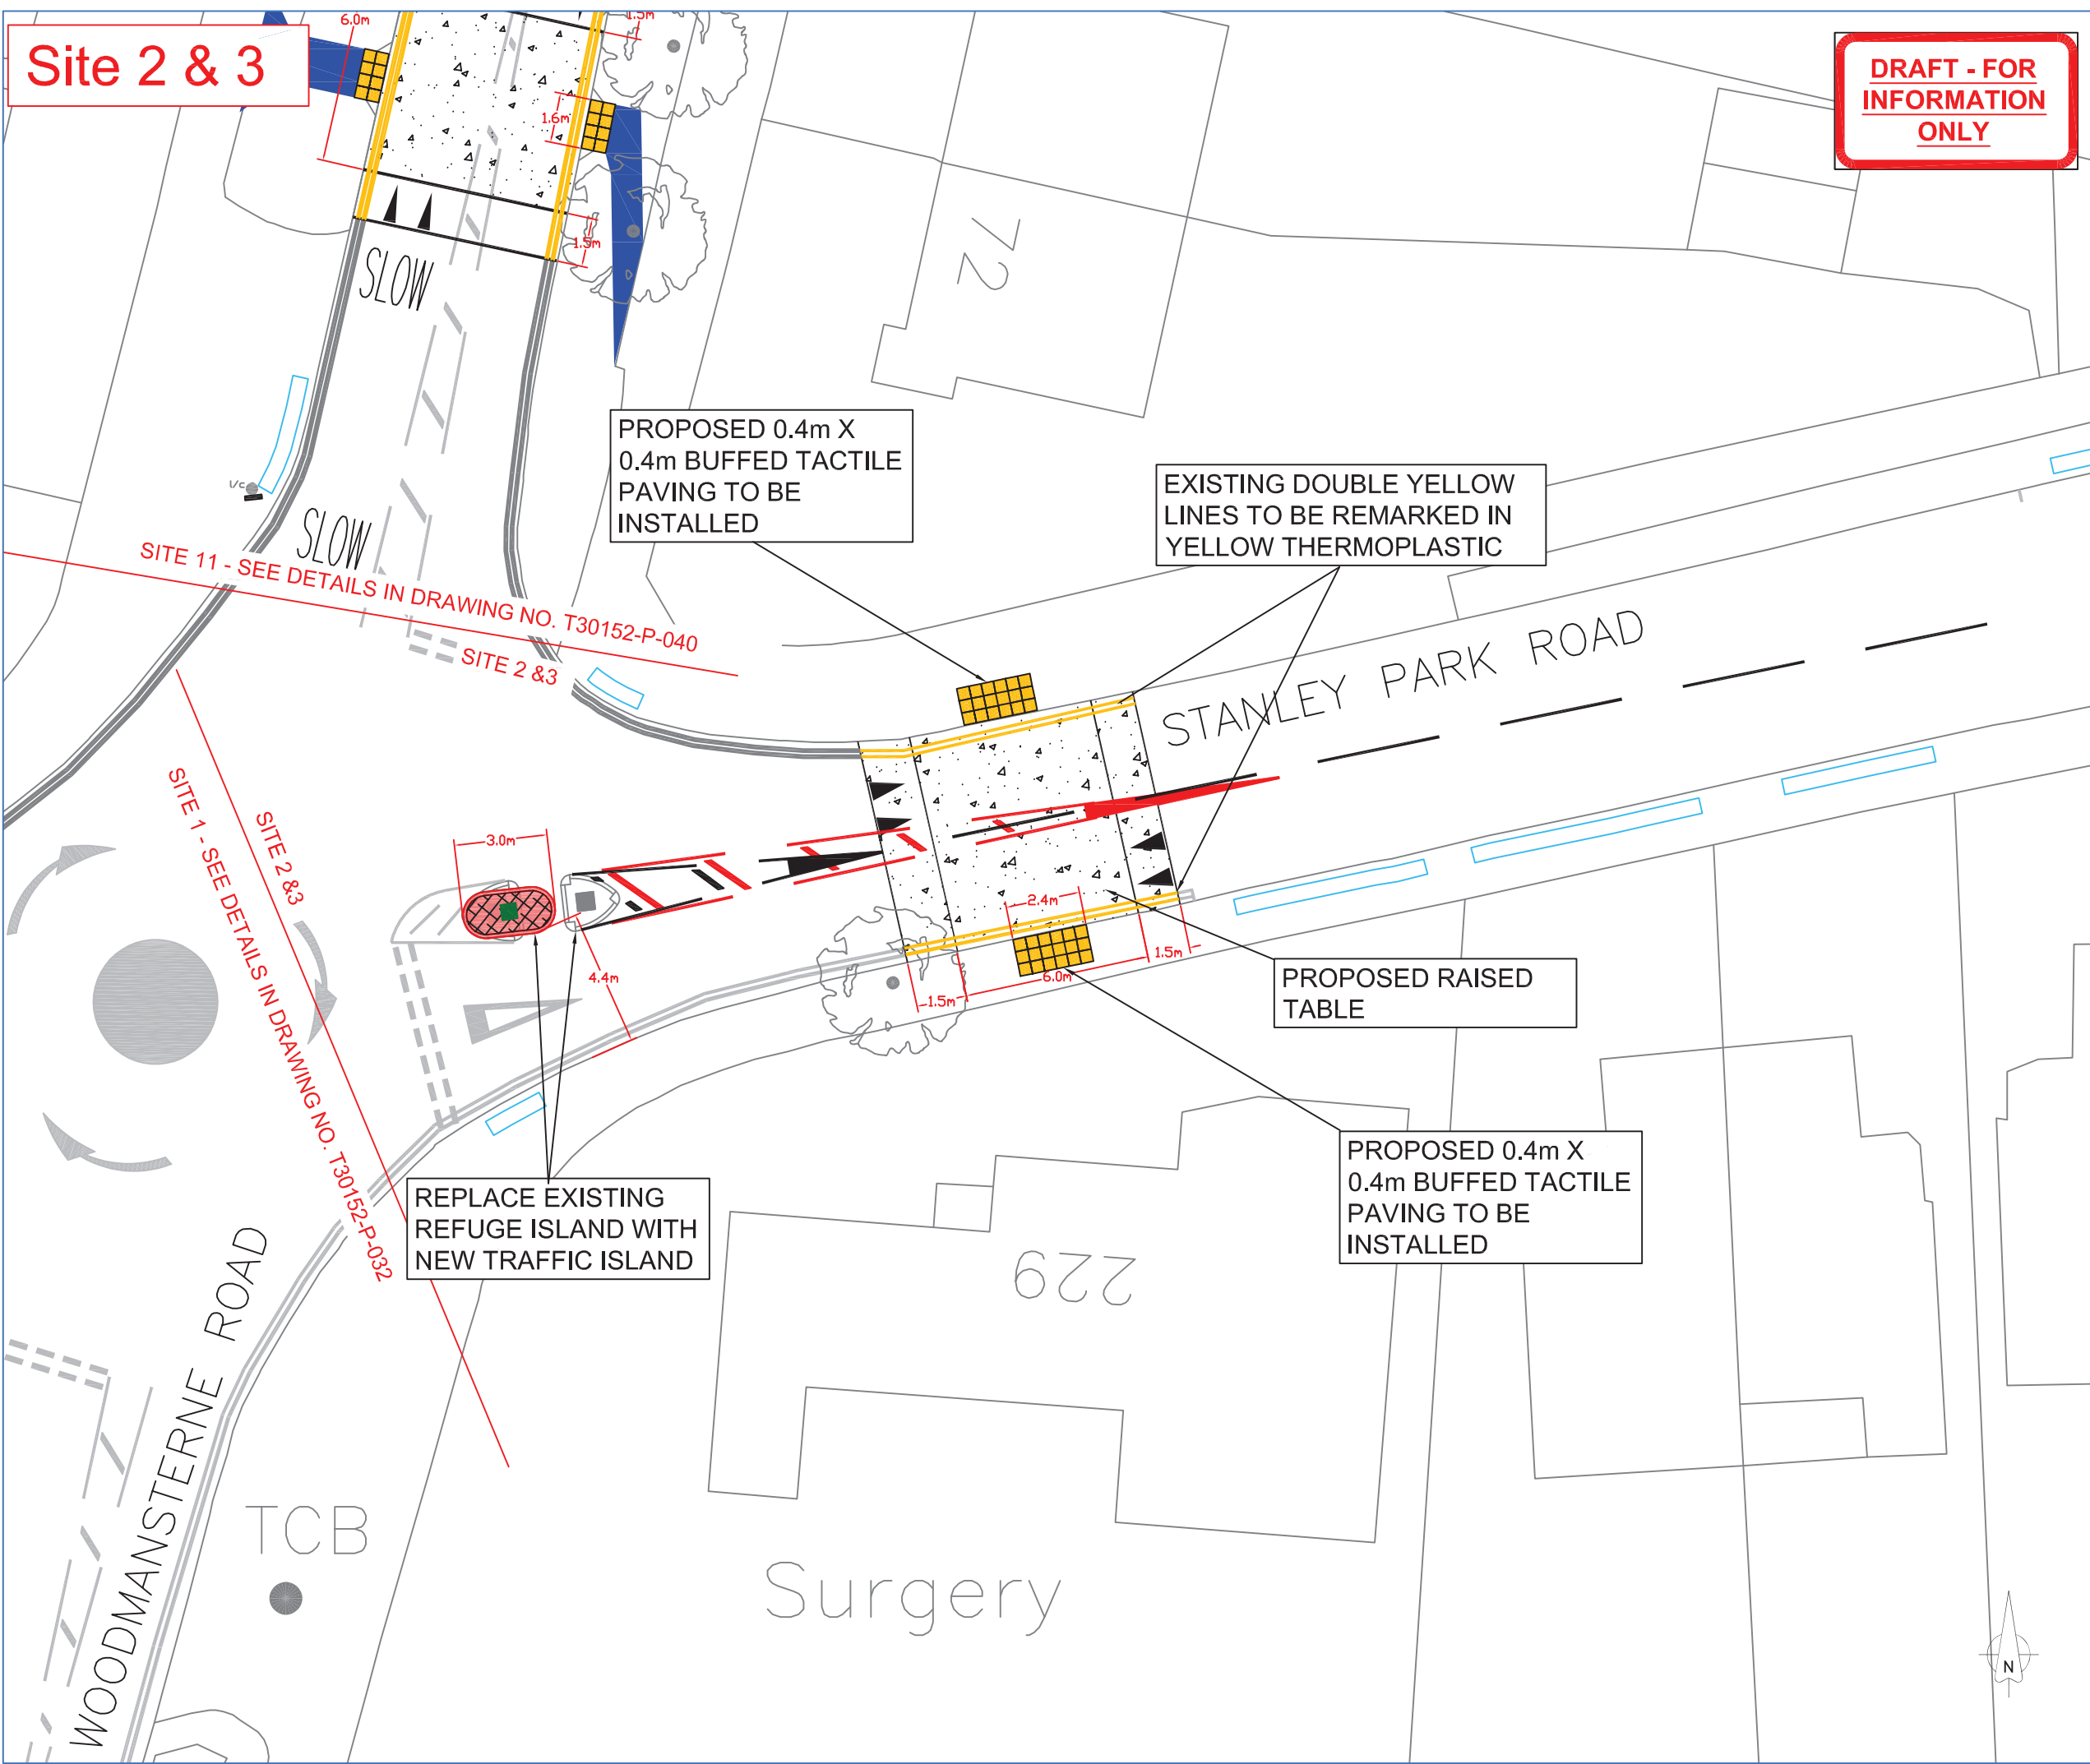 Site 2 & 3
6.0m
1.5m
DRAFT - FOR
INFORMATION
ONLY
1.6m
1.5m
72
SLOW
PROPOSED 0.4m X
0.4m BUFFED TACTILE
PAVING TO BE
INSTALLED
EXISTING DOUBLE YELLOW
LINES TO BE REMARKED IN
YELLOW THERMOPLASTIC
L/C
SLOW
SITE 11 - SEE DETAILS IN DRAWING NO. T30152-P-040
SITE 2 &3
STANLEY PARK ROAD
SITE 2 &3
SITE 1 - SEE DETAILS IN DRAWING NO. T30152-P-032
3.0m
2.4m
4.4m
1.5m
6.0m
1.5m
PROPOSED RAISED
TABLE
PROPOSED 0.4m X
0.4m BUFFED TACTILE
PAVING TO BE
INSTALLED
REPLACE EXISTING
REFUGE ISLAND WITH
NEW TRAFFIC ISLAND
229
WOODMANSTERNE ROAD
TCB
Surgery
N